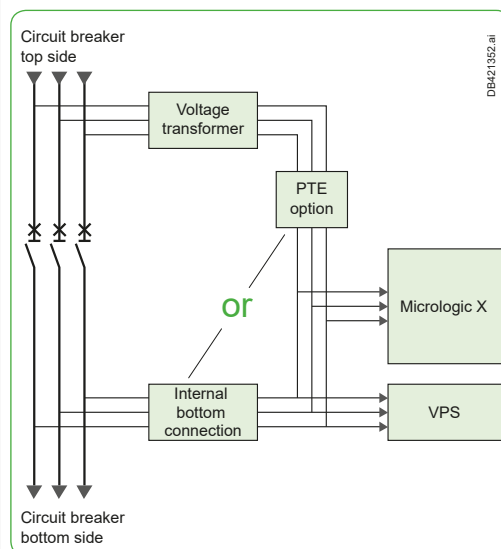 Circuit breaker
top side
DB421352.ai
Voltage
transformer
PTE
option
or
Micrologic X
Internal
bottom
connection
VPS
Circuit breaker
bottom side